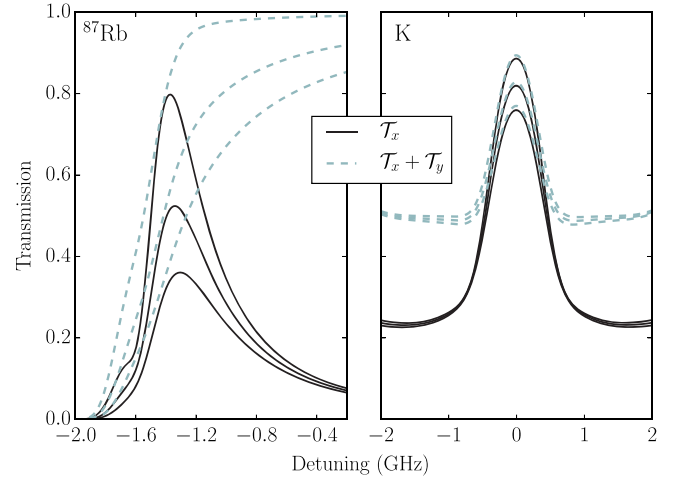 1.0
0.8
0.6
0.4
0.2
0.0
Transmission
⁸⁷Rb
K
𝒯ₓ
𝒯ₓ + 𝒯ᵧ
−2.0 −1.6 −1.2 −0.8 −0.4
−2 −1 0 1 2
Detuning (GHz)